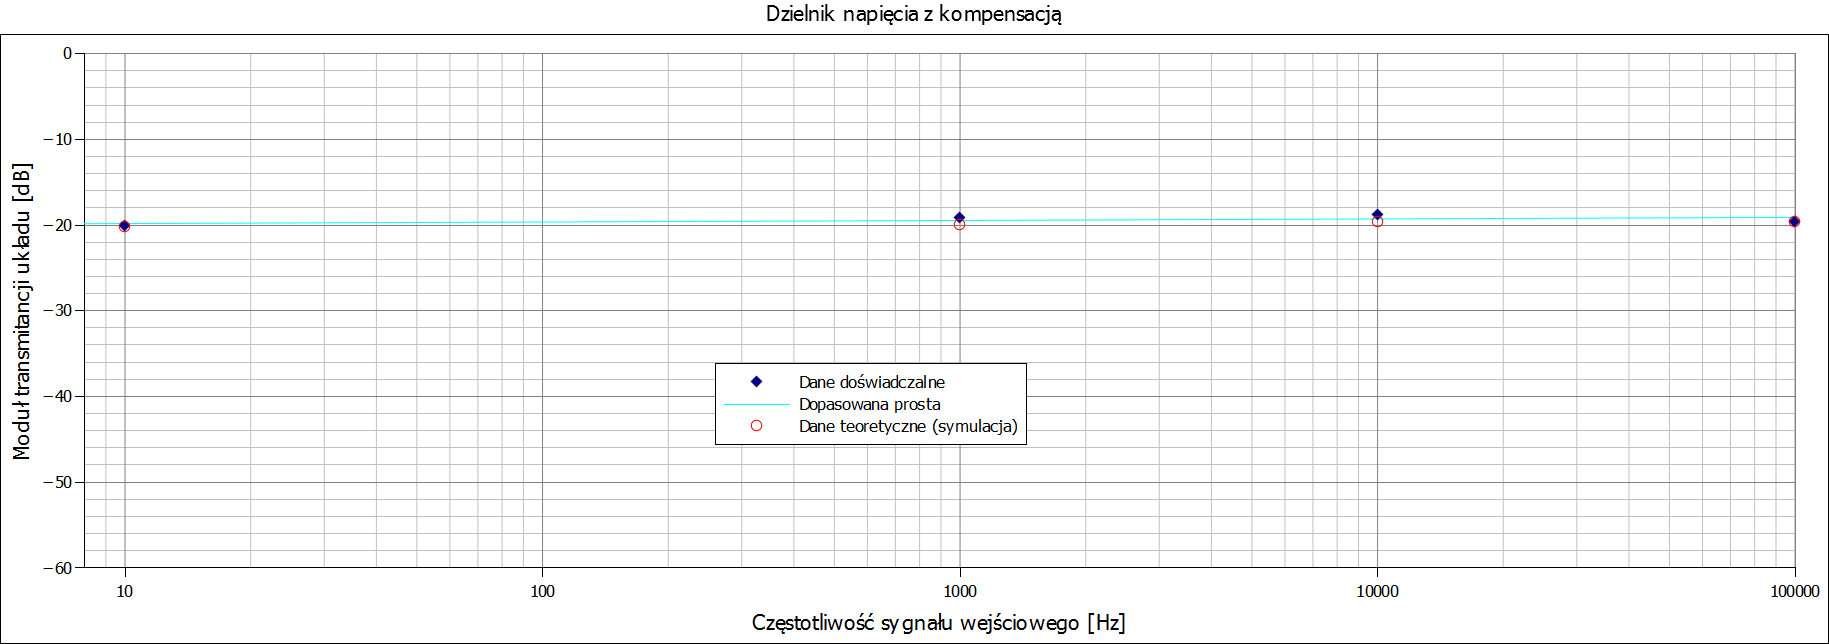 Dzielnik napięcia z kompensacją
Moduł transmitancji układu [dB]
0
−10
−20
−30
−40
−50
−60
Dane doświadczalne
Dopasowana prosta
Dane teoretyczne (symulacja)
10 100 1000 10000 100000
Częstotliwość sygnału wejściowego [Hz]